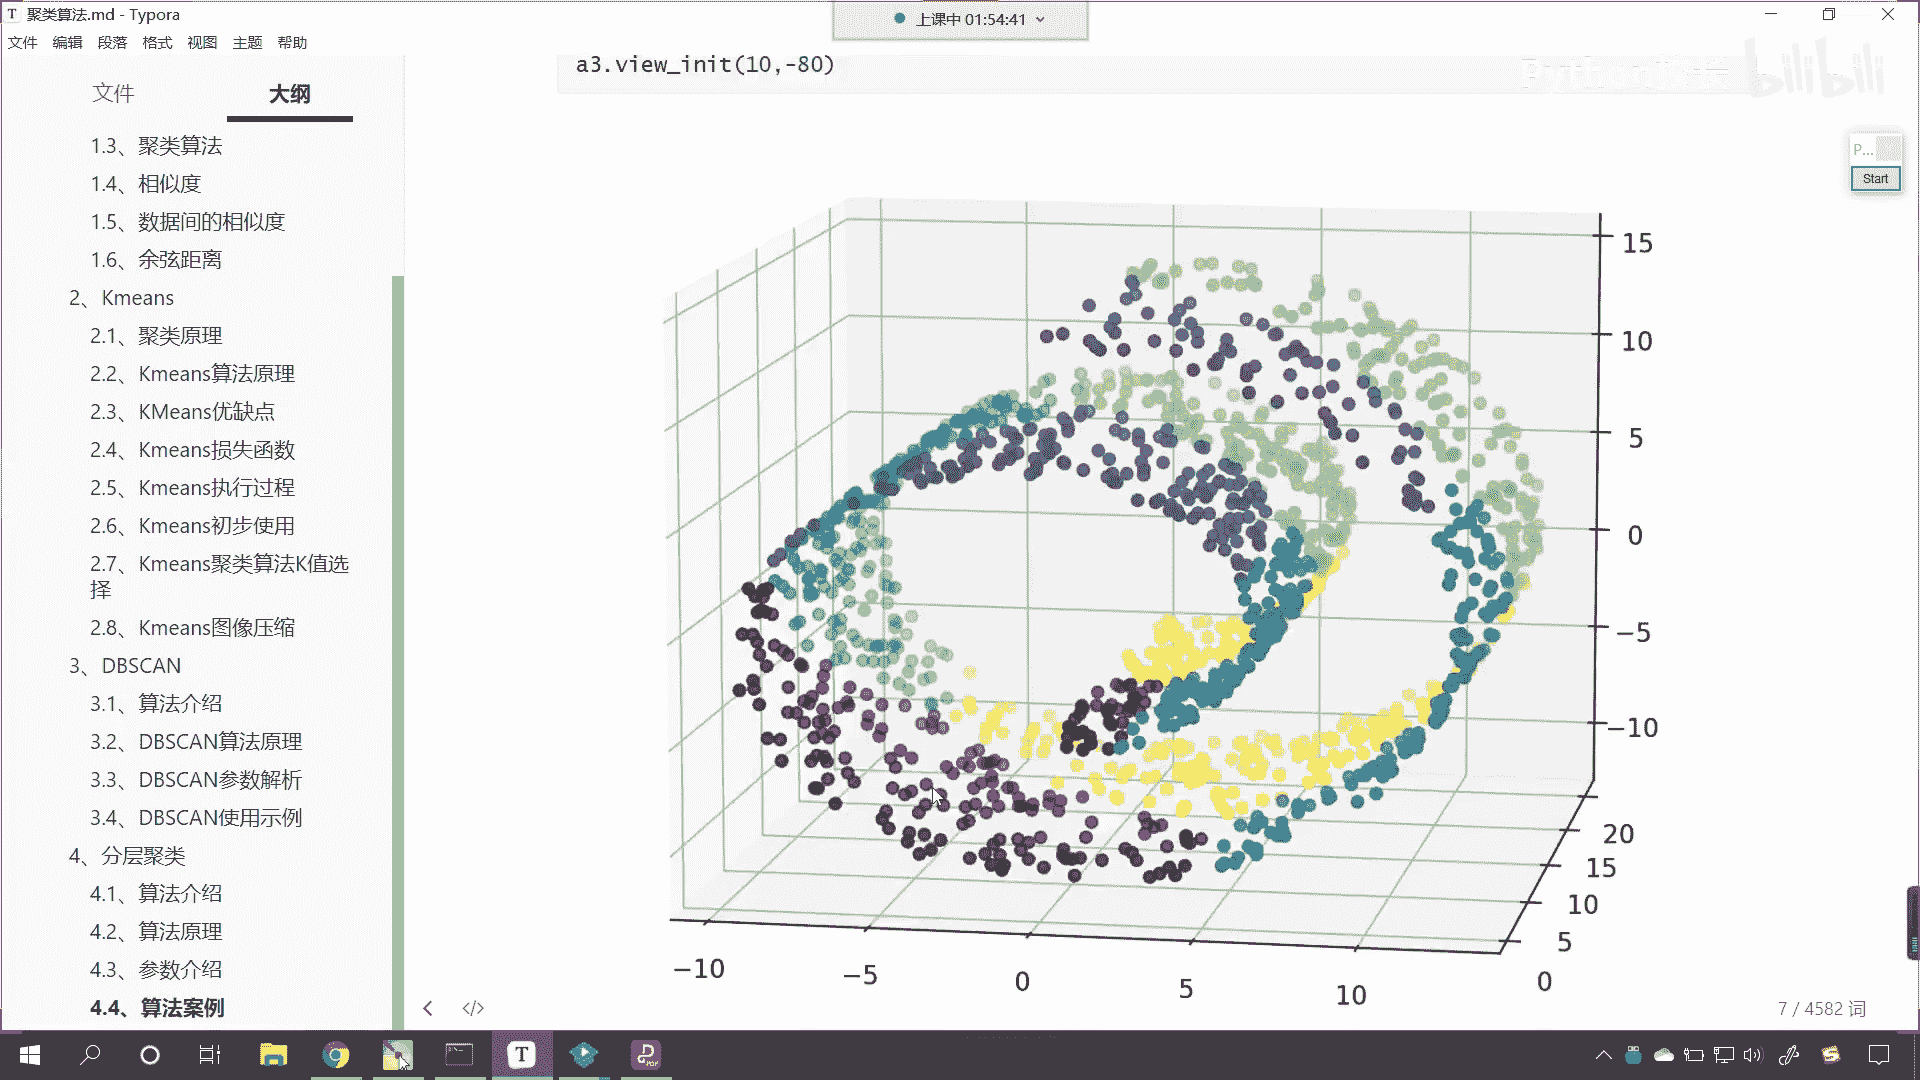 聚类算法.md - Typora
上课中 01:54:41
文件 编辑 段落 格式 视图 主题 帮助
文件
大纲
1.3、聚类算法
1.4、相似度
1.5、数据间的相似度
1.6、余弦距离
2、Kmeans
2.1、聚类原理
2.2、Kmeans算法原理
2.3、KMeans优缺点
2.4、Kmeans损失函数
2.5、Kmeans执行过程
2.6、Kmeans初步使用
2.7、Kmeans聚类算法K值选
择
2.8、Kmeans图像压缩
3、DBSCAN
3.1、算法介绍
3.2、DBSCAN算法原理
3.3、DBSCAN参数解析
3.4、DBSCAN使用示例
4、分层聚类
4.1、算法介绍
4.2、算法原理
4.3、参数介绍
4.4、算法案例
a3.view_init(10,-80)
bilibili
P...
Start
15
10
5
0
−5
−10
20
15
10
5
0
−10
−5
0
5
10
7 / 4582 词